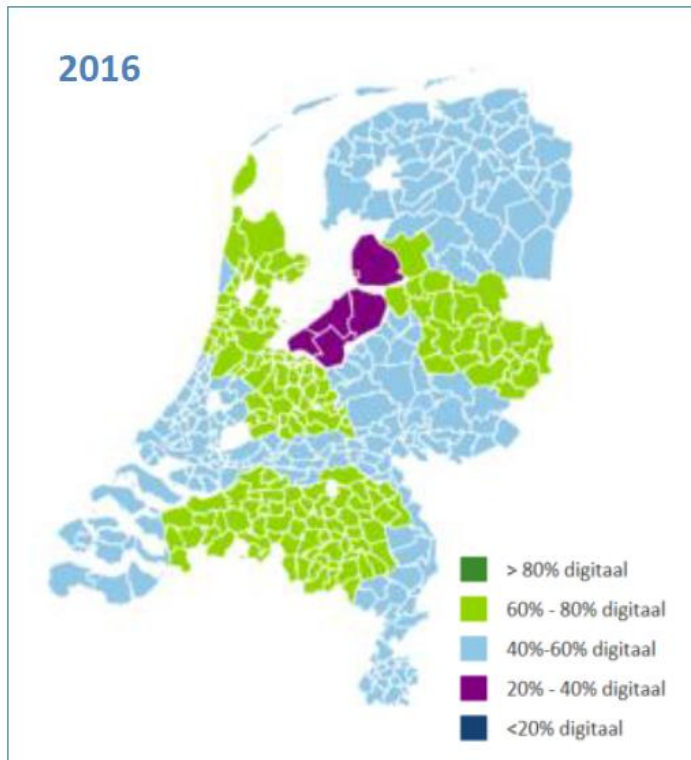 2016
> 80% digitaal
60% - 80% digitaal
40%-60% digitaal
20% - 40% digitaal
<20% digitaal